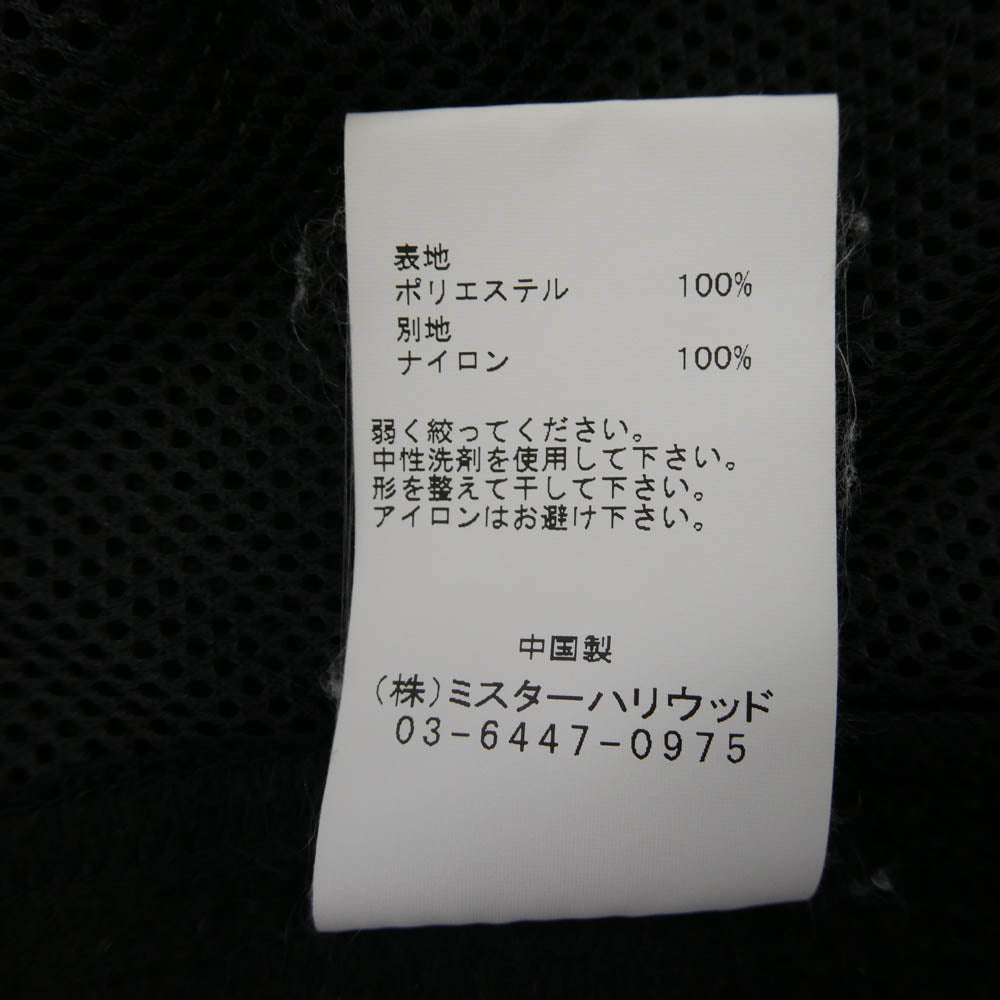 表地
ポリエステル 100%
別地
ナイロン 100%
弱く絞ってください。
中性洗剤を使用して下さい。
形を整えて干して下さい。
アイロンはお避け下さい。
中国製
(株)ミスターハリウッド
03-6447-0975